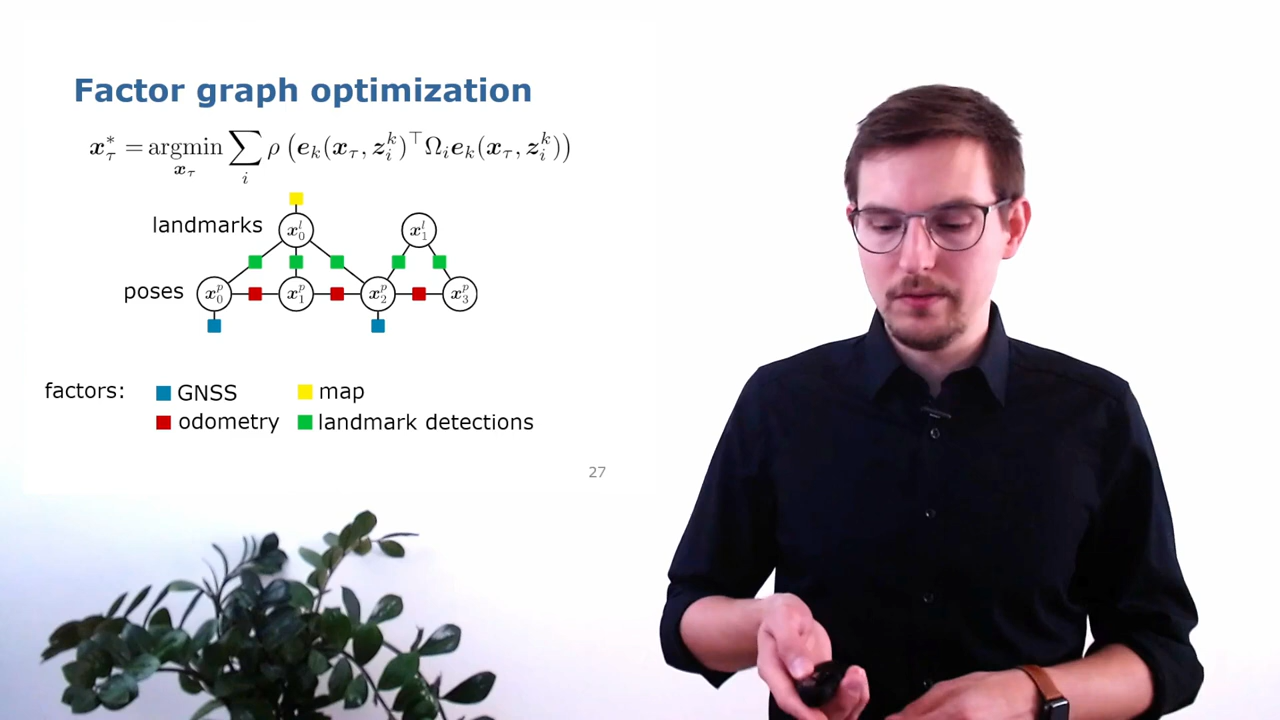 Factor graph optimization
𝒙*_τ = argmin_{𝒙_τ} ∑_i ρ (𝒆_k(𝒙_τ, 𝒛_i^k)^⊤ Ω_i 𝒆_k(𝒙_τ, 𝒛_i^k))
landmarks 𝒙_0^l 𝒙_1^l
poses 𝒙_0^p 𝒙_1^p 𝒙_2^p 𝒙_3^p
factors: GNSS map
odometry landmark detections
27